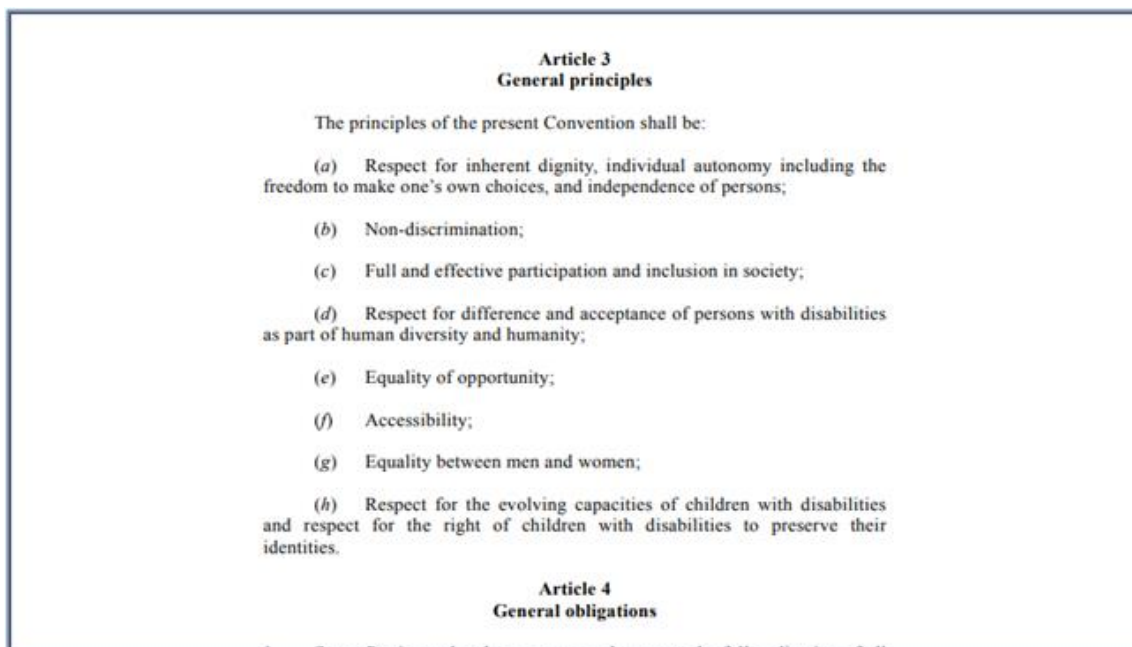 Article 3
General principles
The principles of the present Convention shall be:
(a) Respect for inherent dignity, individual autonomy including the
freedom to make one's own choices, and independence of persons;
(b) Non-discrimination;
(c) Full and effective participation and inclusion in society;
(d) Respect for difference and acceptance of persons with disabilities
as part of human diversity and humanity;
(e) Equality of opportunity;
(f) Accessibility;
(g) Equality between men and women;
(h) Respect for the evolving capacities of children with disabilities
and respect for the right of children with disabilities to preserve their
identities.
Article 4
General obligations